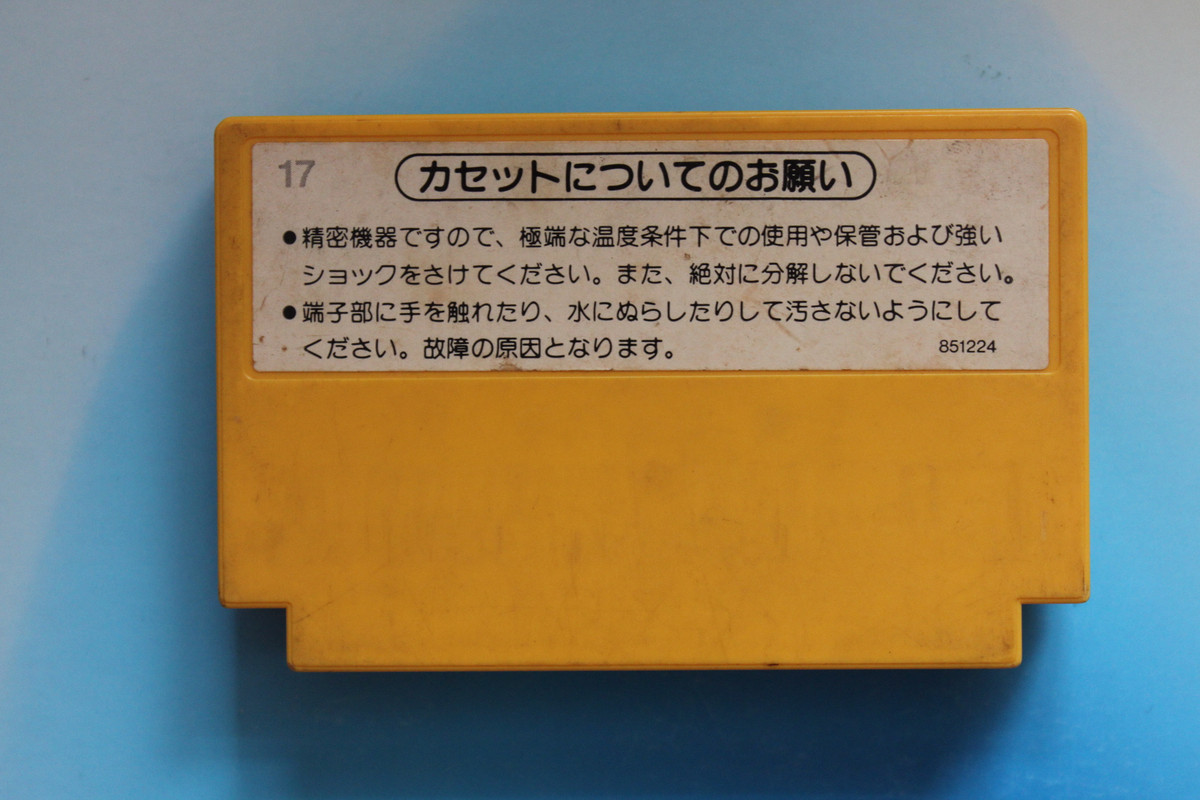 17
カセットについてのお願い
●精密機器ですので、極端な温度条件下での使用や保管および強い
ショックをさけてください。また、絶対に分解しないでください。
●端子部に手を触れたり、水にぬらしたりして汚さないようにして
ください。故障の原因となります。
851224